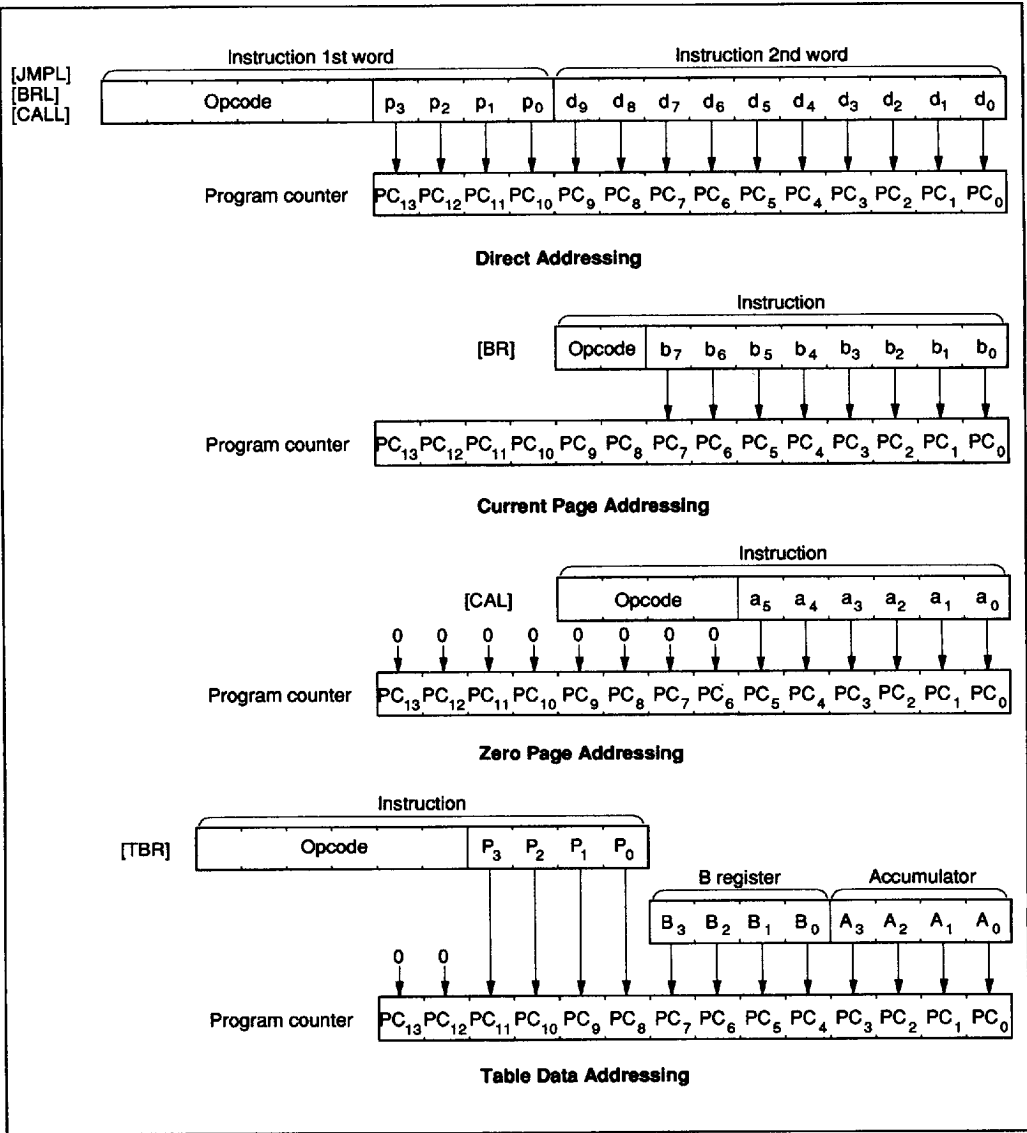 Instruction 1st word Instruction 2nd word
[JMPL]
[BRL]
[CALL]
Opcode p3 p2 p1 p0 d9 d8 d7 d6 d5 d4 d3 d2 d1 d0
Program counter PC13 PC12 PC11 PC10 PC9 PC8 PC7 PC6 PC5 PC4 PC3 PC2 PC1 PC0
Direct Addressing
Instruction
[BR] Opcode b7 b6 b5 b4 b3 b2 b1 b0
Program counter PC13 PC12 PC11 PC10 PC9 PC8 PC7 PC6 PC5 PC4 PC3 PC2 PC1 PC0
Current Page Addressing
Instruction
[CAL] Opcode a5 a4 a3 a2 a1 a0
0 0 0 0 0 0 0 0
Program counter PC13 PC12 PC11 PC10 PC9 PC8 PC7 PC6 PC5 PC4 PC3 PC2 PC1 PC0
Zero Page Addressing
Instruction
[TBR] Opcode P3 P2 P1 P0
B register Accumulator
B3 B2 B1 B0 A3 A2 A1 A0
0 0
Program counter PC13 PC12 PC11 PC10 PC9 PC8 PC7 PC6 PC5 PC4 PC3 PC2 PC1 PC0
Table Data Addressing